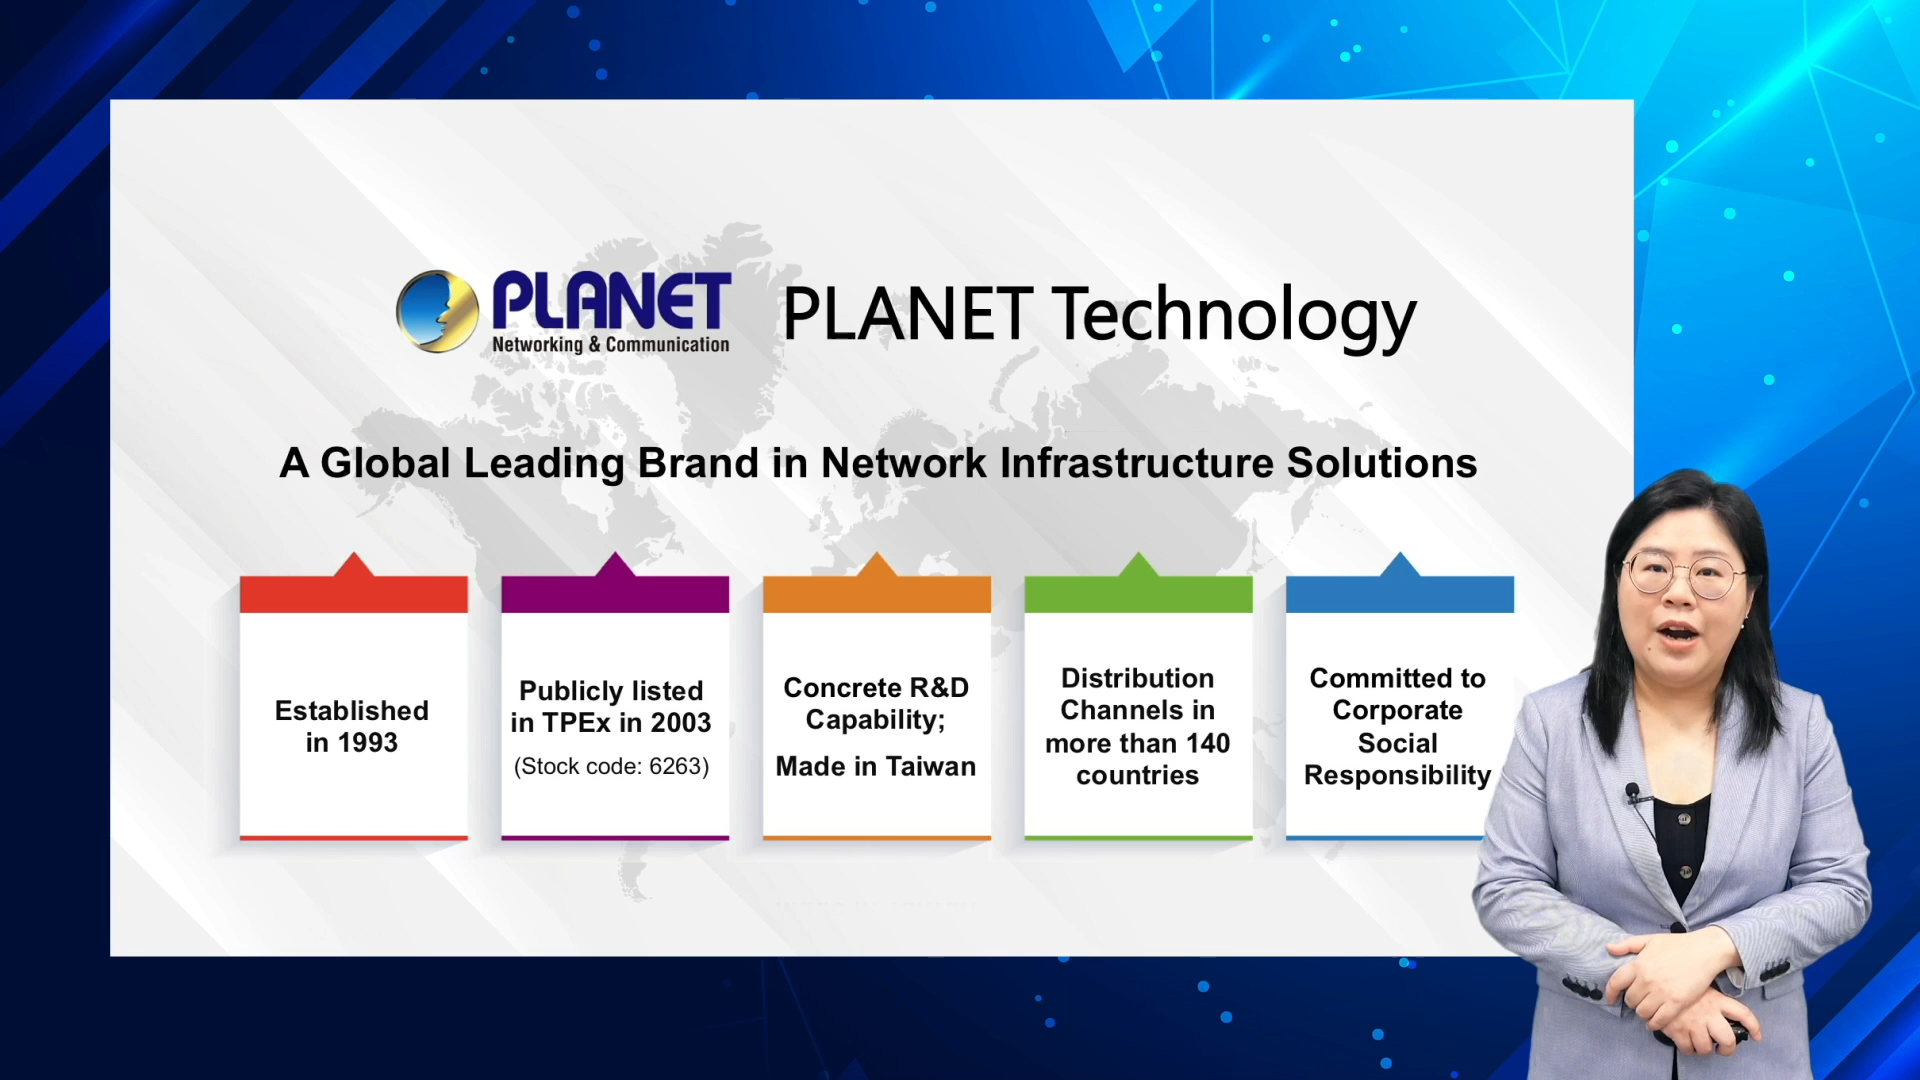 PLANET
Networking & Communication
PLANET Technology
A Global Leading Brand in Network Infrastructure Solutions
Established
in 1993
Publicly listed
in TPEx in 2003
(Stock code: 6263)
Concrete R&D
Capability;
Made in Taiwan
Distribution
Channels in
more than 140
countries
Committed to
Corporate
Social
Responsibility